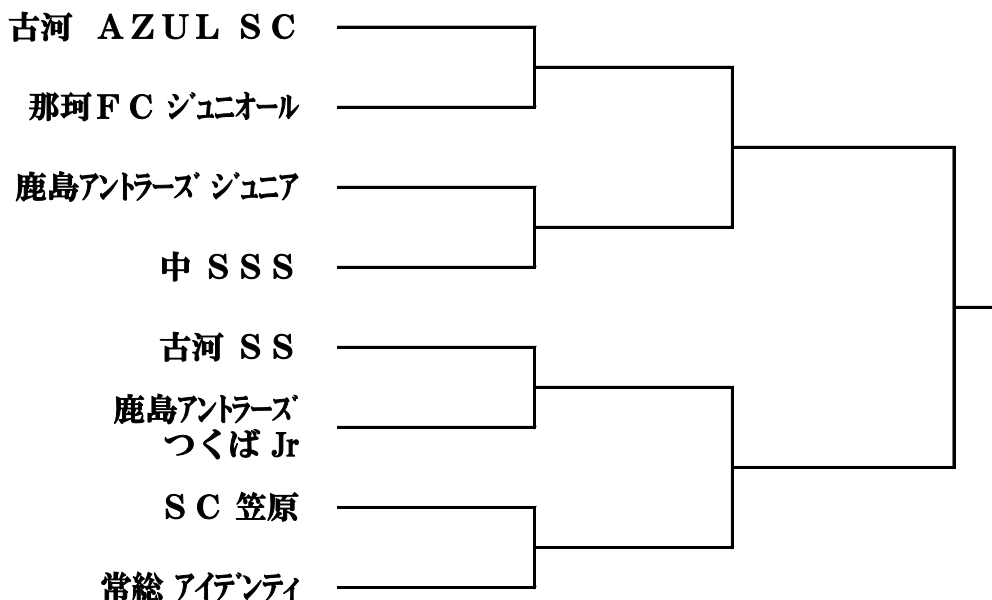 古河 AZUL SC
那珂FC ジュニオール
鹿島アントラーズ ジュニア
中 SSS
古河 SS
鹿島アントラーズ
つくば Jr
SC 笠原
常総 アイデンティ